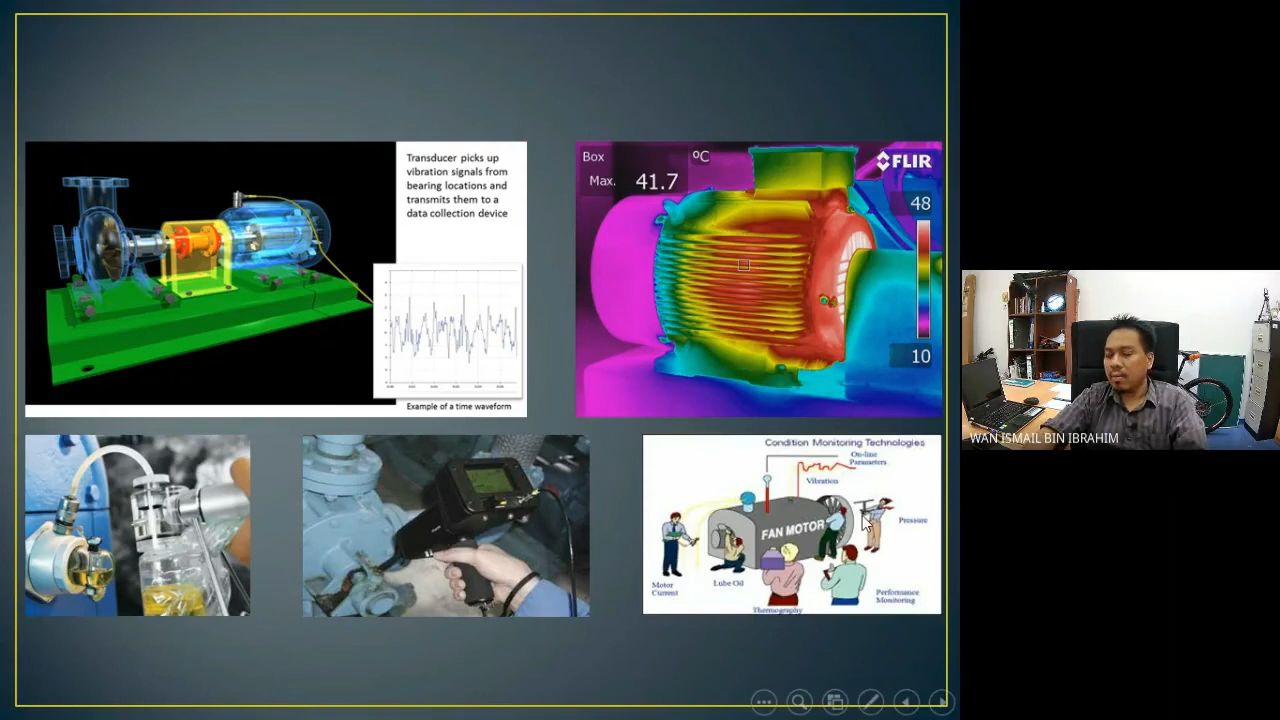 Transducer picks up
vibration signals from
bearing locations and
transmits them to a
data collection device
Example of a time waveform
Box
ºC
Max. 41.7
FLIR
48
10
Condition Monitoring Technologies
On-line
Parameters
Vibration
FAN MOTOR
Pressure
Motor
Current
Lube Oil
Thermography
Performance
Monitoring
WAN ISMAIL BIN IBRAHIM